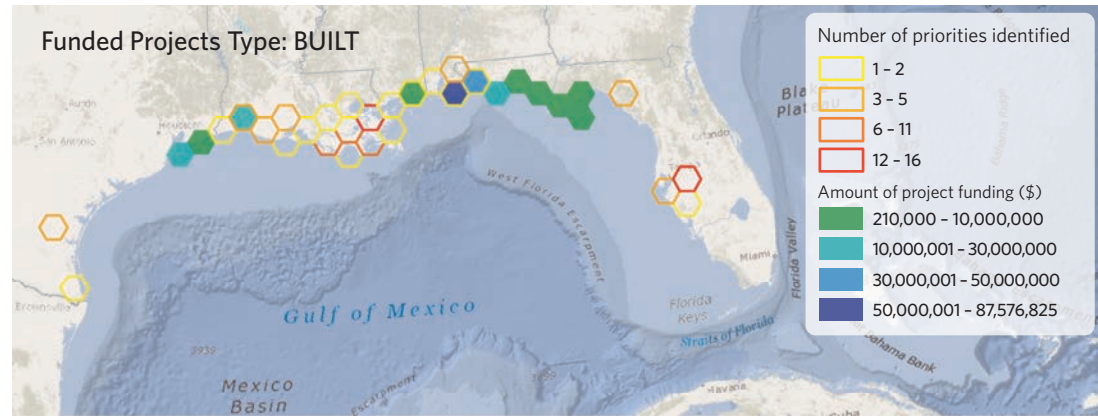 Funded Projects Type: BUILT
Number of priorities identified
1 – 2
3 – 5
6 – 11
12 – 16
Amount of project funding ($)
210,000 – 10,000,000
10,000,001 – 30,000,000
30,000,001 – 50,000,000
50,000,001 – 87,576,825
Austin
Houston
San Antonio
Brownsville
Orlando
Miami
Florida
Keys
Florida Valley
Straits of Florida
West Florida Escarpment
Gulf of Mexico
Mexico
Basin
Escarpment
Havana
Cuba
Bahama Bank
2939